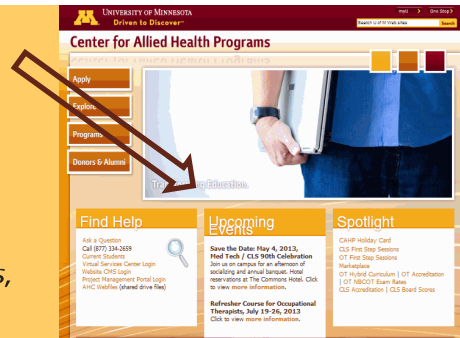 UNIVERSITY OF MINNESOTA
Driven to Discover™
myU > One Stop >
Search U of M Web sites
Search
Center for Allied Health Programs
Apply
Explore
Programs
Donors & Alumni
Education.
Find Help
Ask a Question
Call (877) 334-2659
Current Students
Virtual Services Center Login
Website CMS Login
Project Management Portal Login
AHC Webfiles (shared drive files)
Upcoming
Events
Save the Date: May 4, 2013,
Med Tech / CLS 90th Celebration
Join us on campus for an afternoon of
socializing and annual banquet. Hotel
reservations at The Commons Hotel. Click
to view more information.
Refresher Course for Occupational
Therapists, July 19-26, 2013
Click to view more information.
Spotlight
CAHP Holiday Card
CLS First Step Sessions
OT First Step Sessions
Marketplace
OT Hybrid Curriculum | OT Accreditation
| OT NBCOT Exam Rates
CLS Accreditation | CLS Board Scores
s,